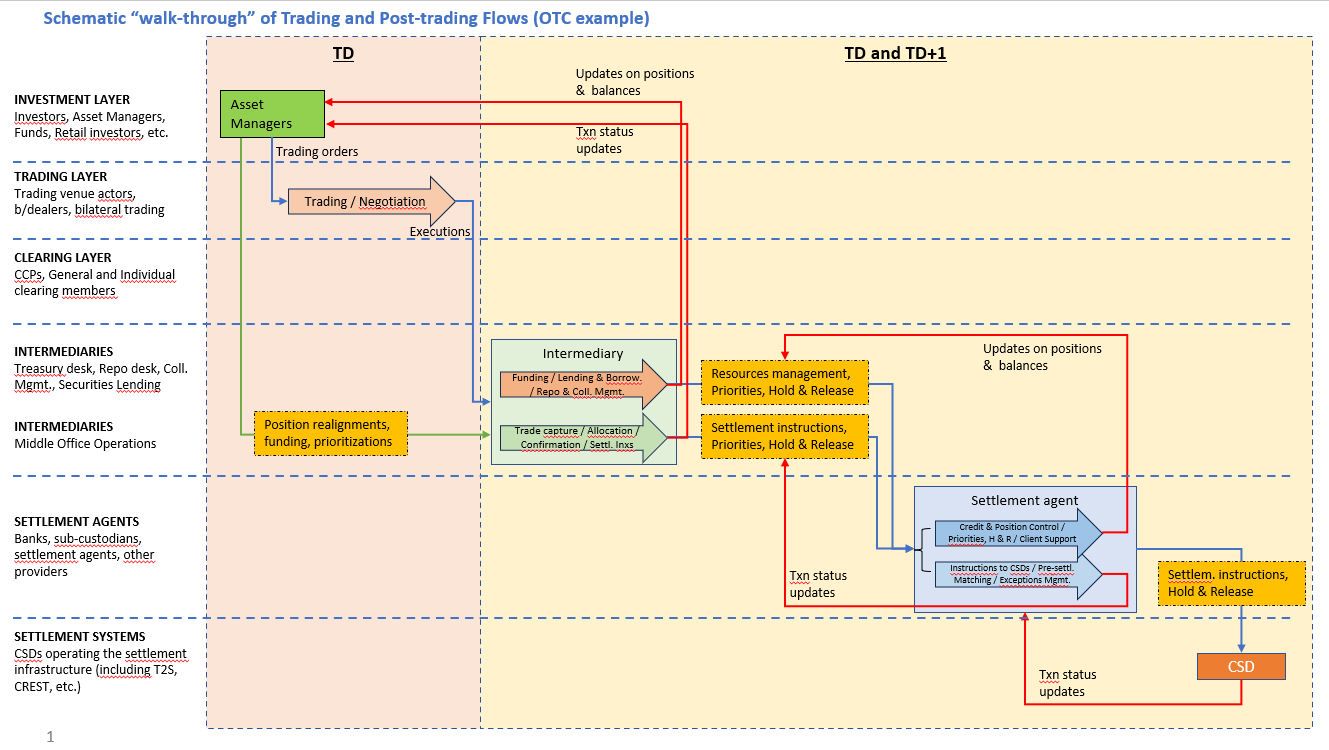 Schematic “walk-through” of Trading and Post-trading Flows (OTC example)
TD
TD and TD+1
INVESTMENT LAYER
Investors, Asset Managers,
Funds, Retail investors, etc.
Asset
Managers
Updates on positions
& balances
Txn status
updates
Trading orders
TRADING LAYER
Trading venue actors,
b/dealers, bilateral trading
Trading / Negotiation
Executions
CLEARING LAYER
CCPs, General and Individual
clearing members
INTERMEDIARIES
Treasury desk, Repo desk, Coll.
Mgmt., Securities Lending
Intermediary
Funding / Lending & Borrow.
/ Repo & Coll. Mgmt.
Resources management,
Priorities, Hold & Release
Updates on positions
& balances
INTERMEDIARIES
Middle Office Operations
Position realignments,
funding, prioritizations
Trade capture / Allocation /
Confirmation / Settl. Inxs
Settlement instructions,
Priorities, Hold & Release
SETTLEMENT AGENTS
Banks, sub-custodians,
settlement agents, other
providers
Settlement agent
Credit & Position Control /
Priorities, H & R / Client Support
Instructions to CSDs / Pre-settl.
Matching / Exceptions Mgmt.
Txn status
updates
Settlem. instructions,
Hold & Release
SETTLEMENT SYSTEMS
CSDs operating the settlement
infrastructure (including T2S,
CREST, etc.)
CSD
Txn status
updates
1